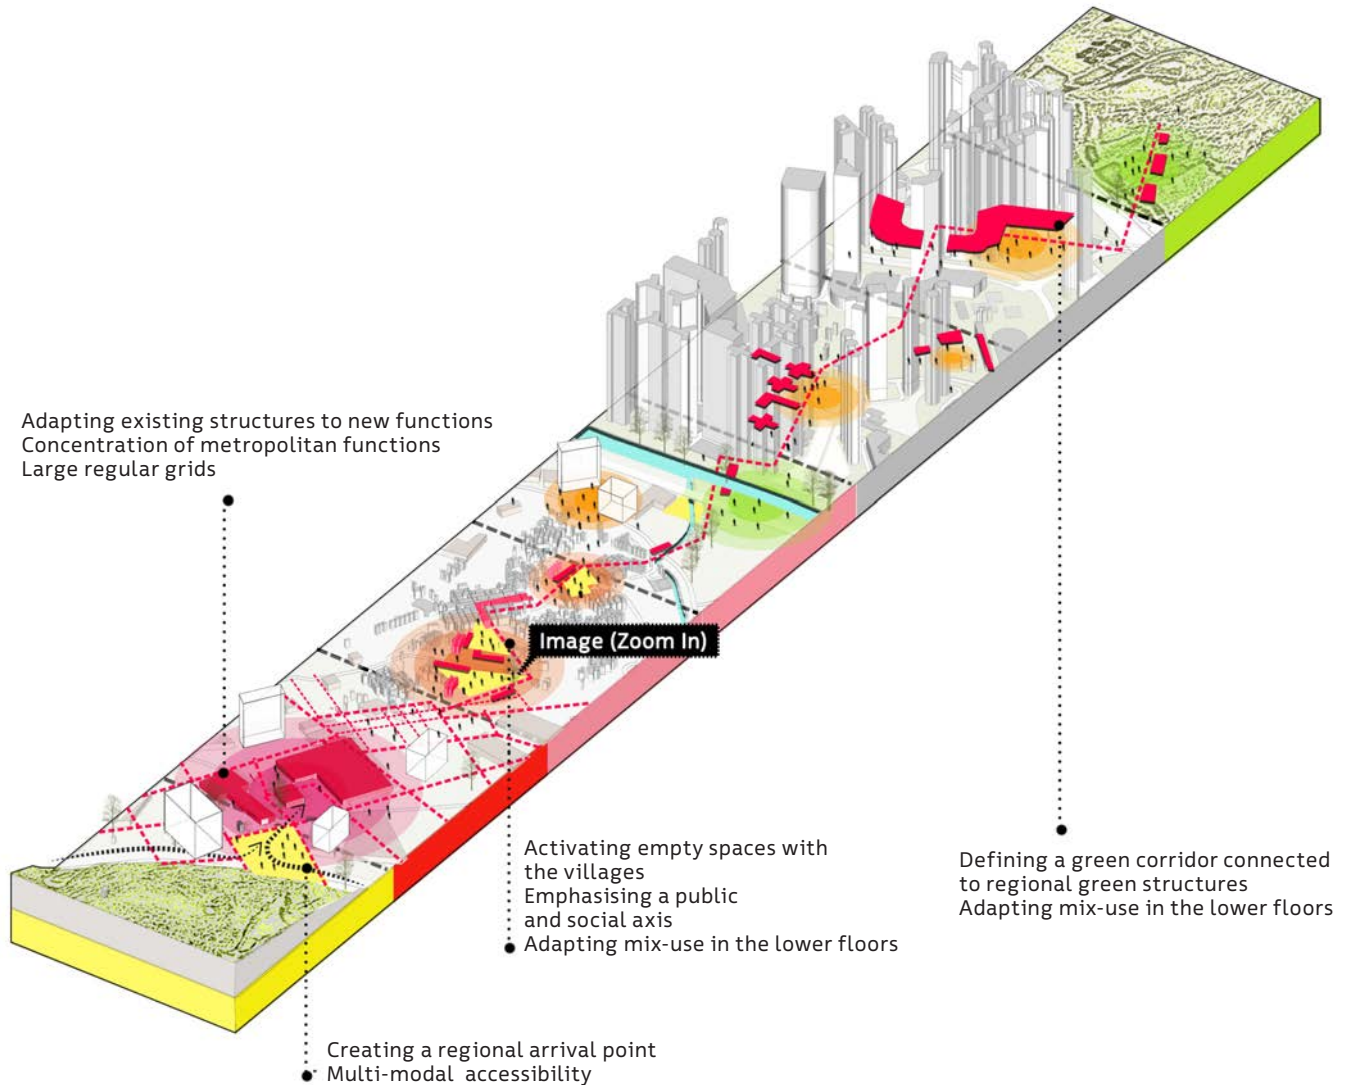 Adapting existing structures to new functions
Concentration of metropolitan functions
Large regular grids
Image (Zoom In)
Activating empty spaces with
the villages
Emphasising a public
and social axis
Adapting mix-use in the lower floors
Defining a green corridor connected
to regional green structures
Adapting mix-use in the lower floors
Creating a regional arrival point
Multi-modal accessibility